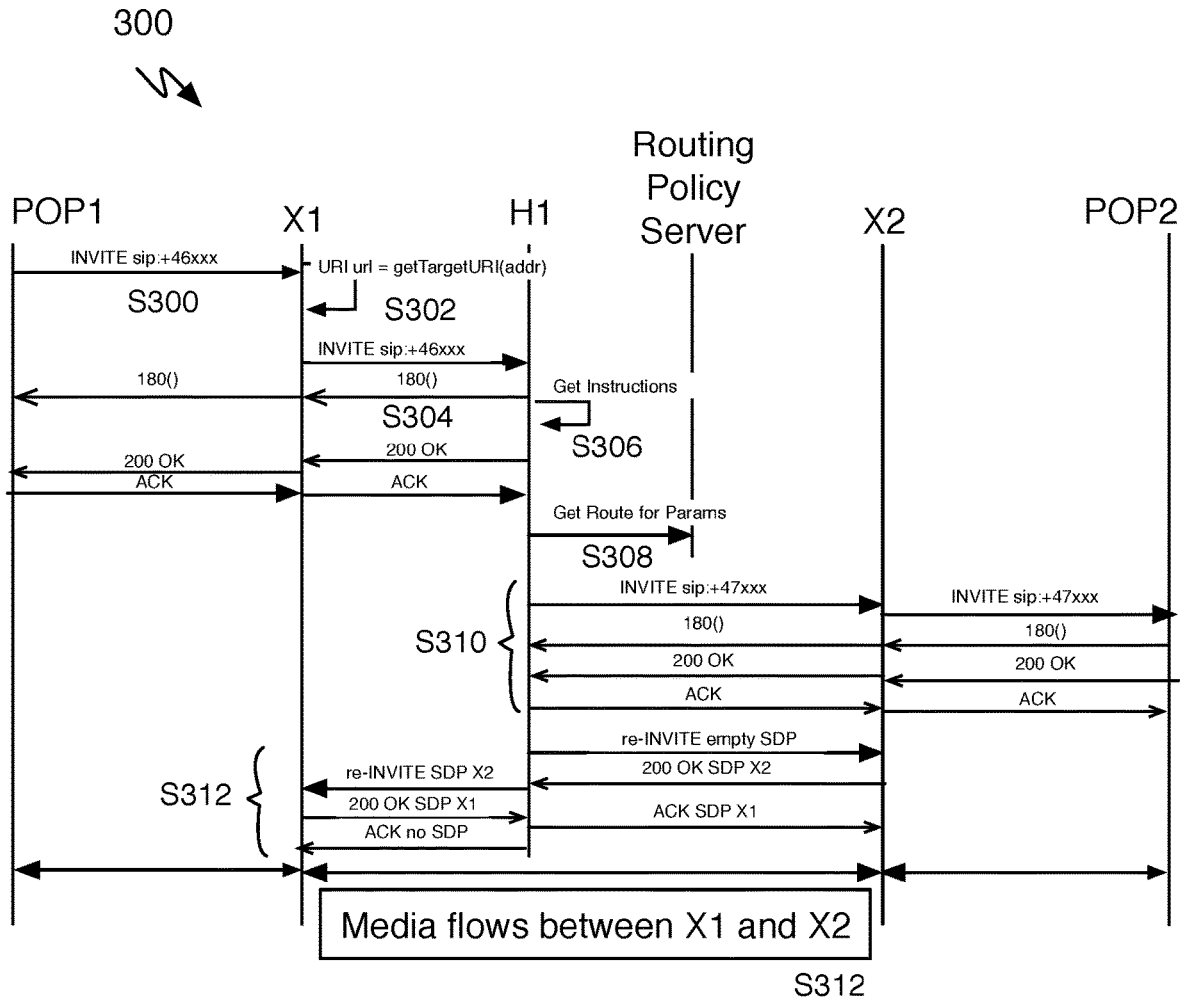 300
Routing
Policy
Server
POP1
X1
H1
X2
POP2
INVITE sip:+46xxx
URI url = getTargetURI(addr)
S300
S302
INVITE sip:+46xxx
180()
180()
Get Instructions
S304
S306
200 OK
200 OK
ACK
ACK
Get Route for Params
S308
INVITE sip:+47xxx
INVITE sip:+47xxx
180()
180()
S310
200 OK
200 OK
ACK
ACK
re-INVITE empty SDP
re-INVITE SDP X2
200 OK SDP X2
S312
200 OK SDP X1
ACK SDP X1
ACK no SDP
Media flows between X1 and X2
S312